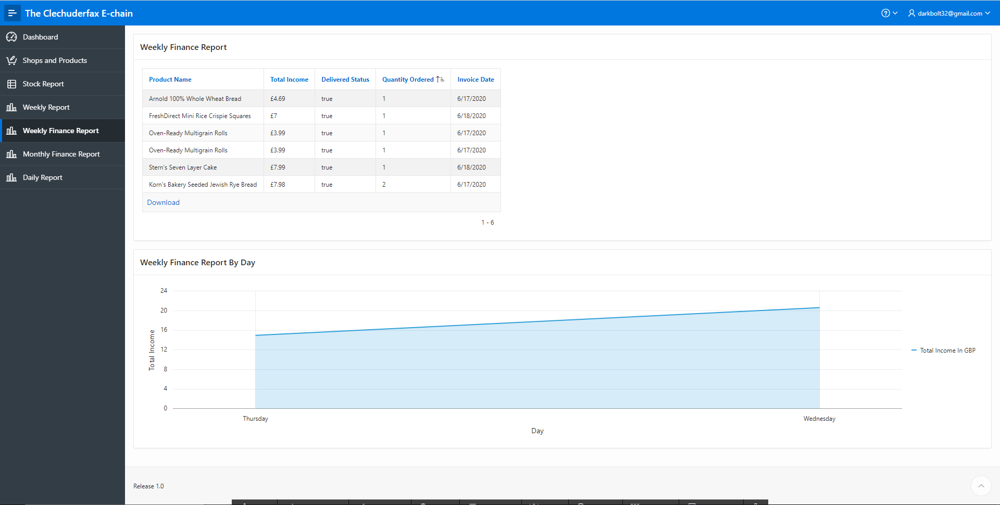 The Clechuderfax E-chain
darkbolt32@gmail.com
Dashboard
Shops and Products
Stock Report
Weekly Report
Weekly Finance Report
Monthly Finance Report
Daily Report
Weekly Finance Report
Product Name Total Income Delivered Status Quantity Ordered Invoice Date
Arnold 100% Whole Wheat Bread £4.69 true 1 6/17/2020
FreshDirect Mini Rice Crispie Squares £7 true 1 6/18/2020
Oven-Ready Multigrain Rolls £3.99 true 1 6/17/2020
Oven-Ready Multigrain Rolls £3.99 true 1 6/17/2020
Stern's Seven Layer Cake £7.99 true 1 6/18/2020
Korn's Bakery Seeded Jewish Rye Bread £7.98 true 2 6/17/2020
Download
1 - 6
Weekly Finance Report By Day
Total Income
24
20
16
12
8
4
0
Thursday Wednesday
Day
Total Income In GBP
Release 1.0